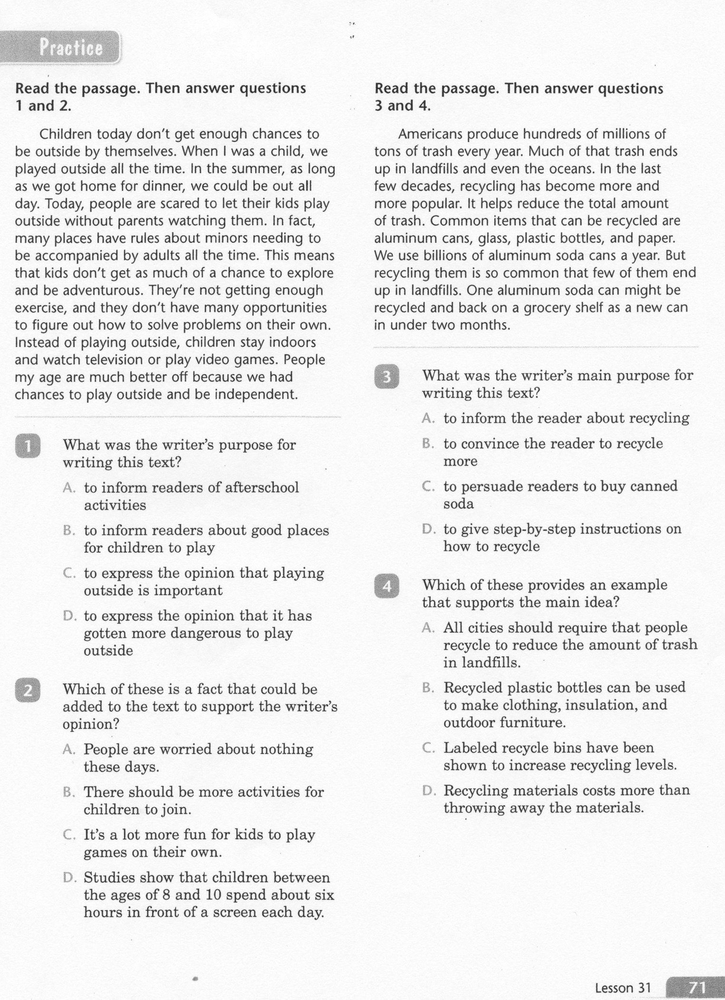 Practice
Read the passage. Then answer questions
1 and 2.
Children today don't get enough chances to
be outside by themselves. When I was a child, we
played outside all the time. In the summer, as long
as we got home for dinner, we could be out all
day. Today, people are scared to let their kids play
outside without parents watching them. In fact,
many places have rules about minors needing to
be accompanied by adults all the time. This means
that kids don't get as much of a chance to explore
and be adventurous. They're not getting enough
exercise, and they don't have many opportunities
to figure out how to solve problems on their own.
Instead of playing outside, children stay indoors
and watch television or play video games. People
my age are much better off because we had
chances to play outside and be independent.
1 What was the writer's purpose for
writing this text?
A. to inform readers of afterschool
activities
B. to inform readers about good places
for children to play
C. to express the opinion that playing
outside is important
D. to express the opinion that it has
gotten more dangerous to play
outside
2 Which of these is a fact that could be
added to the text to support the writer's
opinion?
A. People are worried about nothing
these days.
B. There should be more activities for
children to join.
C. It's a lot more fun for kids to play
games on their own.
D. Studies show that children between
the ages of 8 and 10 spend about six
hours in front of a screen each day.
Read the passage. Then answer questions
3 and 4.
Americans produce hundreds of millions of
tons of trash every year. Much of that trash ends
up in landfills and even the oceans. In the last
few decades, recycling has become more and
more popular. It helps reduce the total amount
of trash. Common items that can be recycled are
aluminum cans, glass, plastic bottles, and paper.
We use billions of aluminum soda cans a year. But
recycling them is so common that few of them end
up in landfills. One aluminum soda can might be
recycled and back on a grocery shelf as a new can
in under two months.
3 What was the writer's main purpose for
writing this text?
A. to inform the reader about recycling
B. to convince the reader to recycle
more
C. to persuade readers to buy canned
soda
D. to give step-by-step instructions on
how to recycle
4 Which of these provides an example
that supports the main idea?
A. All cities should require that people
recycle to reduce the amount of trash
in landfills.
B. Recycled plastic bottles can be used
to make clothing, insulation, and
outdoor furniture.
C. Labeled recycle bins have been
shown to increase recycling levels.
D. Recycling materials costs more than
throwing away the materials.
Lesson 31 71